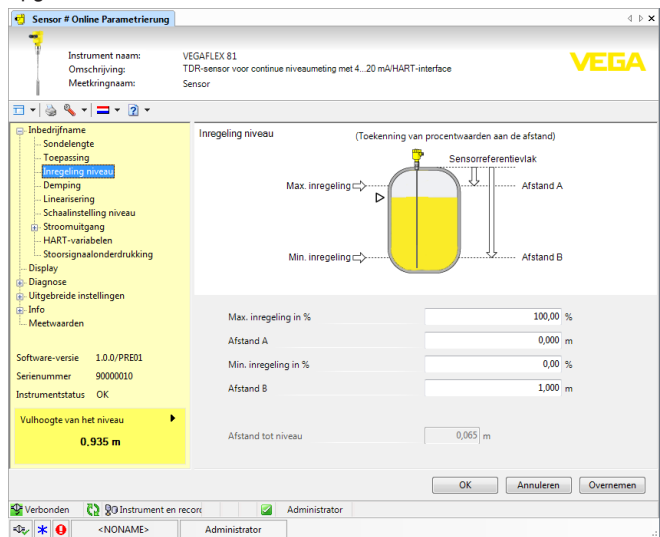 Sensor # Online Parametrierung
Instrument naam: VEGAFLEX 81
Omschrijving: TDR-sensor voor continue niveaumeting met 4...20 mA/HART-interface
Meetkringnaam: Sensor
VEGA
Inbedrijfname
Sondelengte
Toepassing
Inregeling niveau
Demping
Linearisering
Schaalinstelling niveau
Stroomuitgang
HART-variabelen
Stoorsignaalonderdrukking
Display
Diagnose
Uitgebreide instellingen
Info
Meetwaarden
Software-versie 1.0.0/PRE01
Serienummer 90000010
Instrumentstatus OK
Vulhoogte van het niveau
0,935 m
Inregeling niveau
(Toekenning van procentwaarden aan de afstand)
Sensorreferentievlak
Max. inregeling
Afstand A
Min. inregeling
Afstand B
Max. inregeling in % 100,00 %
Afstand A 0,000 m
Min. inregeling in % 0,00 %
Afstand B 1,000 m
Afstand tot niveau 0,065 m
OK Annuleren Overnemen
Verbonden Instrument en record Administrator
<NONAME> Administrator